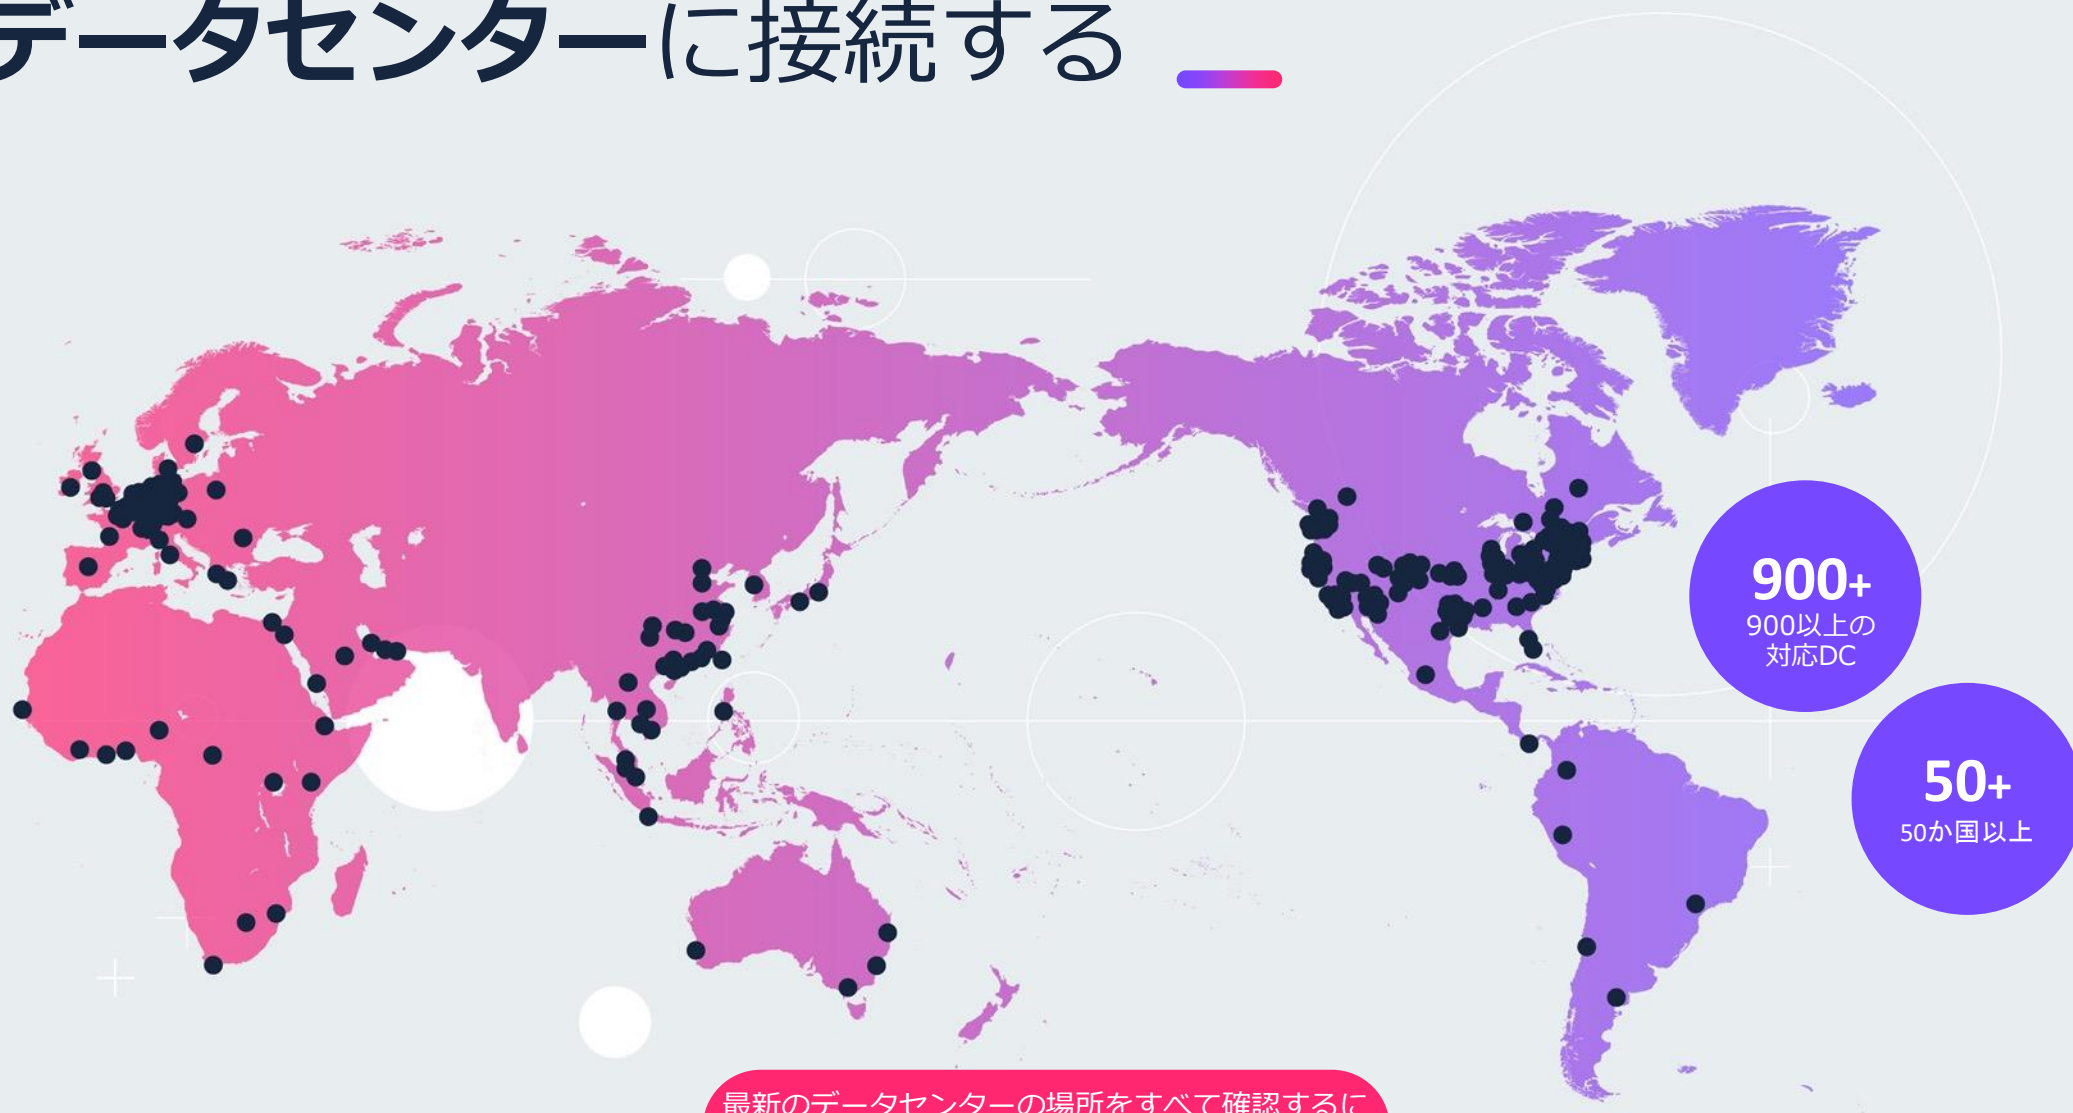 データセンターに接続する
900+
900以上の
対応DC
50+
50か国以上
最新のデータセンターの場所をすべて確認するに